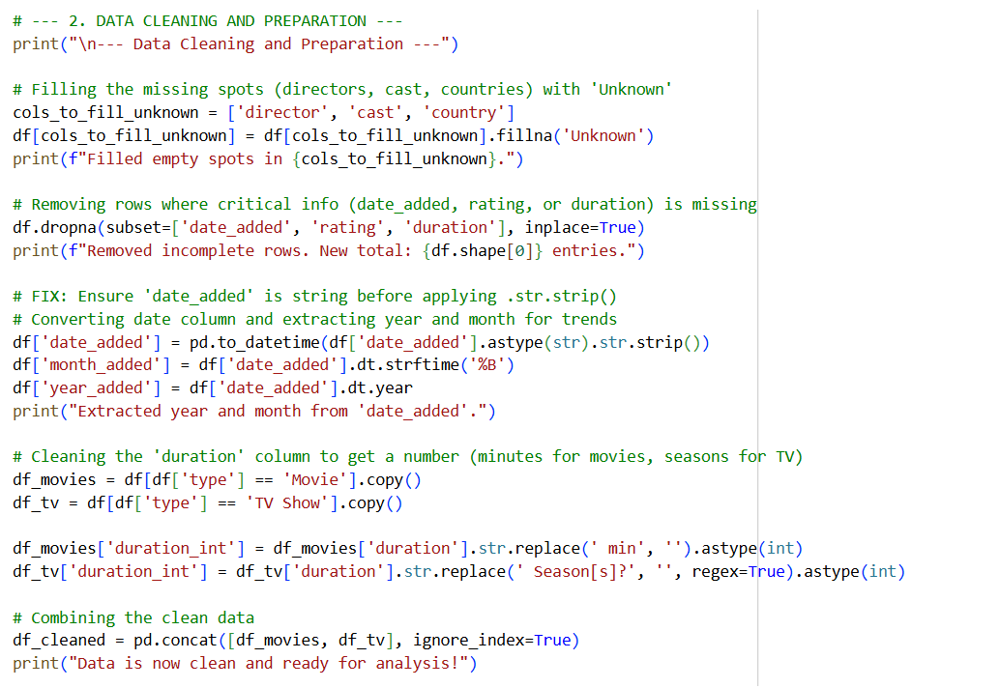 # --- 2. DATA CLEANING AND PREPARATION ---
print("\n--- Data Cleaning and Preparation ---")
# Filling the missing spots (directors, cast, countries) with 'Unknown'
cols_to_fill_unknown = ['director', 'cast', 'country']
df[cols_to_fill_unknown] = df[cols_to_fill_unknown].fillna('Unknown')
print(f"Filled empty spots in {cols_to_fill_unknown}.")
# Removing rows where critical info (date_added, rating, or duration) is missing
df.dropna(subset=['date_added', 'rating', 'duration'], inplace=True)
print(f"Removed incomplete rows. New total: {df.shape[0]} entries.")
# FIX: Ensure 'date_added' is string before applying .str.strip()
# Converting date column and extracting year and month for trends
df['date_added'] = pd.to_datetime(df['date_added'].astype(str).str.strip())
df['month_added'] = df['date_added'].dt.strftime('%B')
df['year_added'] = df['date_added'].dt.year
print("Extracted year and month from 'date_added'.")
# Cleaning the 'duration' column to get a number (minutes for movies, seasons for TV)
df_movies = df[df['type'] == 'Movie'].copy()
df_tv = df[df['type'] == 'TV Show'].copy()
df_movies['duration_int'] = df_movies['duration'].str.replace(' min', '').astype(int)
df_tv['duration_int'] = df_tv['duration'].str.replace(' Season[s]?', '', regex=True).astype(int)
# Combining the clean data
df_cleaned = pd.concat([df_movies, df_tv], ignore_index=True)
print("Data is now clean and ready for analysis!")